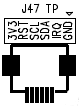 J47 TP
3V3
RST
SCL
SDA
IRQ
GND